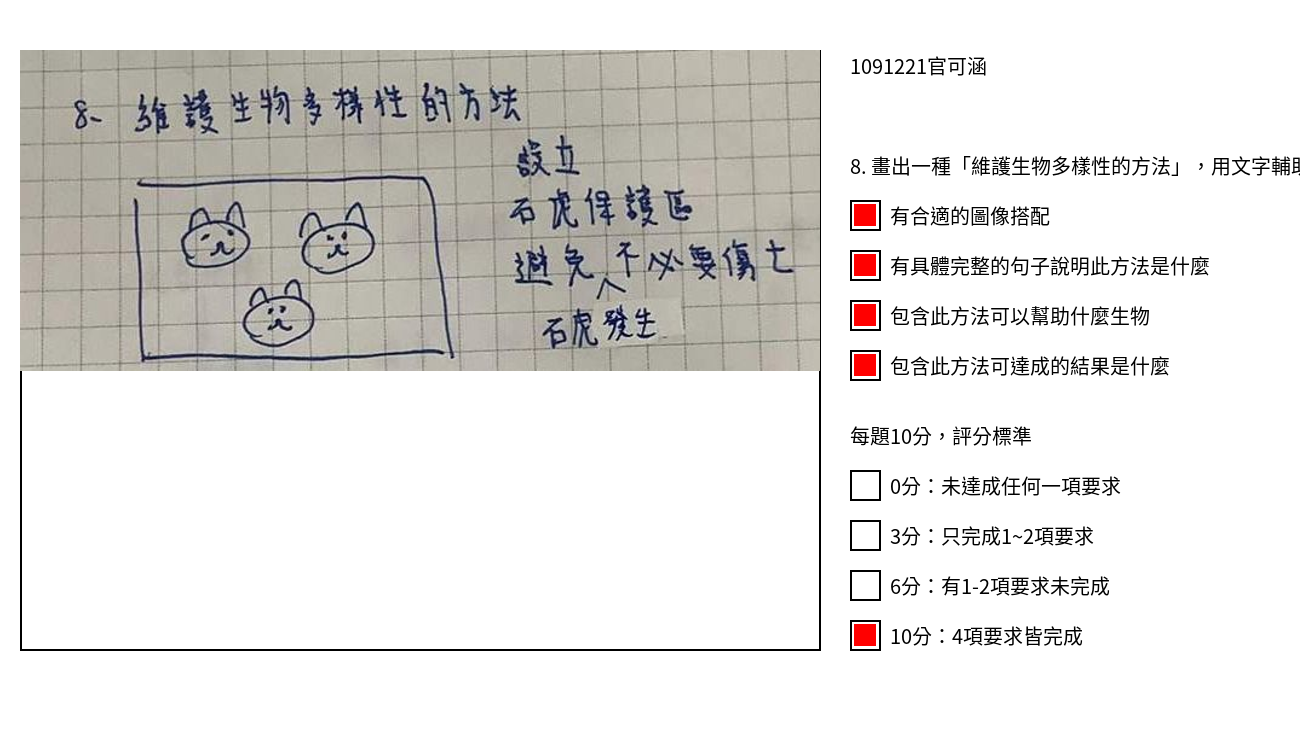 8. 維護生物多樣性的方法
設立
石虎保護區
避免不必要傷亡
^
石虎發生
1091221官可涵
8. 畫出一種「維護生物多樣性的方法」，用文字輔助
有合適的圖像搭配
有具體完整的句子說明此方法是什麼
包含此方法可以幫助什麼生物
包含此方法可達成的結果是什麼
每題10分，評分標準
0分：未達成任何一項要求
3分：只完成1~2項要求
6分：有1-2項要求未完成
10分：4項要求皆完成